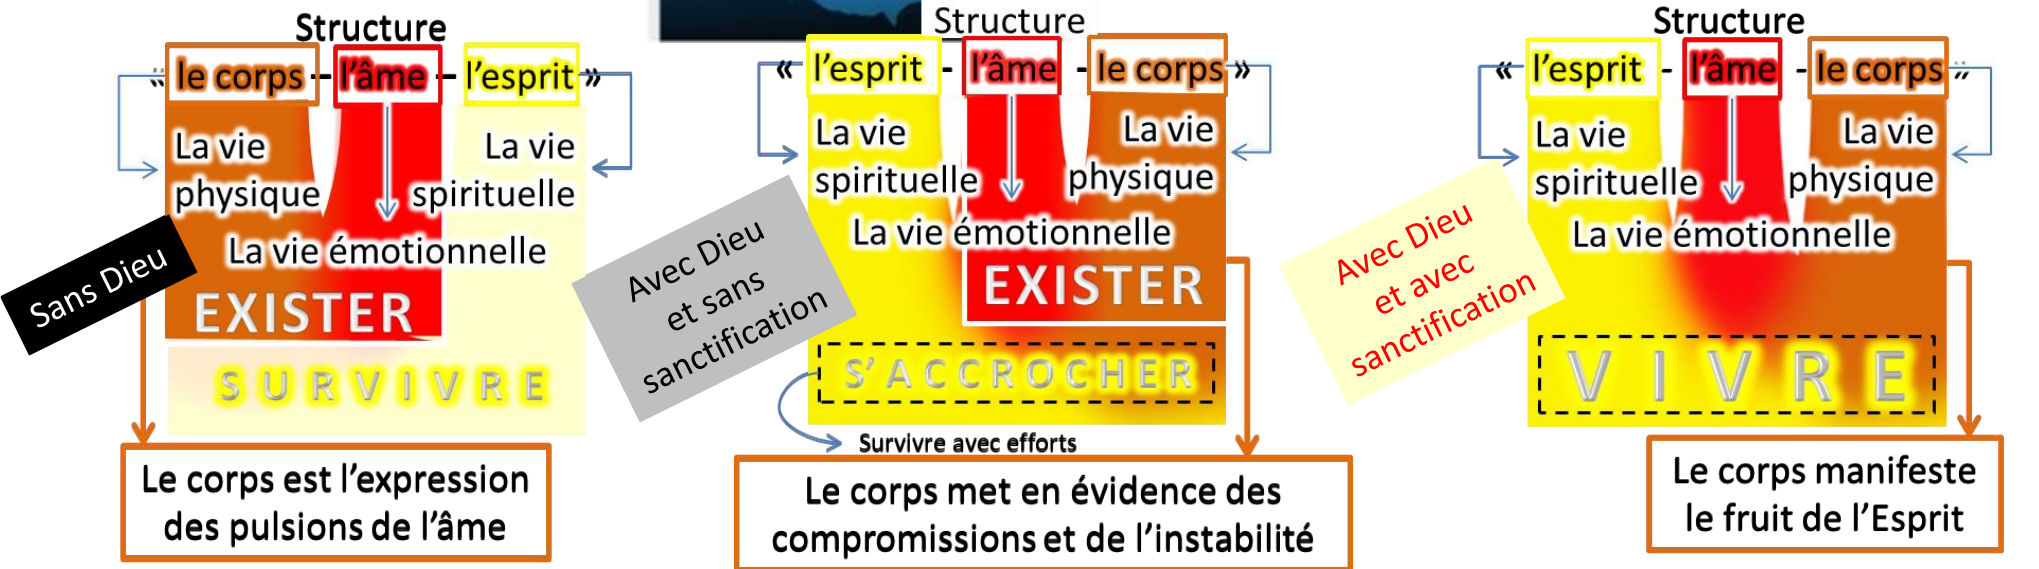 Structure
« le corps – l’âme – l’esprit »
La vie
physique
La vie
spirituelle
La vie émotionnelle
Sans Dieu
EXISTER
SURVIVRE
Le corps est l’expression
des pulsions de l’âme
Structure
« l’esprit - l’âme - le corps »
La vie
spirituelle
La vie
physique
La vie émotionnelle
Avec Dieu
et sans
sanctification
EXISTER
S’ACCROCHER
Survivre avec efforts
Le corps met en évidence des
compromissions et de l’instabilité
Structure
« l’esprit - l’âme - le corps »
La vie
spirituelle
La vie
physique
La vie émotionnelle
Avec Dieu
et avec
sanctification
VIVRE
Le corps manifeste
le fruit de l’Esprit